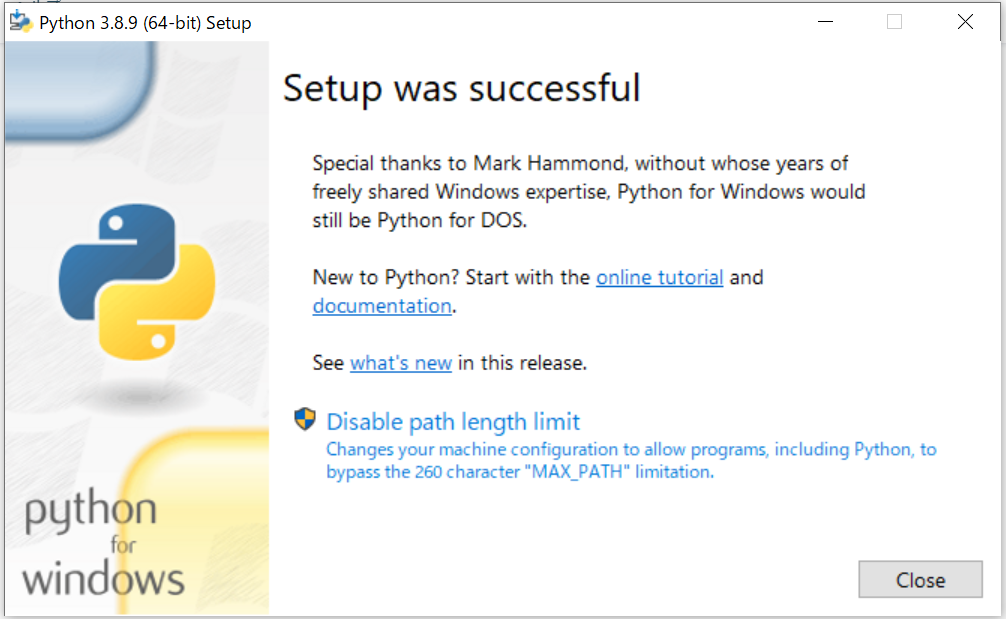 Python 3.8.9 (64-bit) Setup
Setup was successful
Special thanks to Mark Hammond, without whose years of
freely shared Windows expertise, Python for Windows would
still be Python for DOS.
New to Python? Start with the online tutorial and
documentation.
See what's new in this release.
Disable path length limit
Changes your machine configuration to allow programs, including Python, to
bypass the 260 character "MAX_PATH" limitation.
python
for
windows
Close